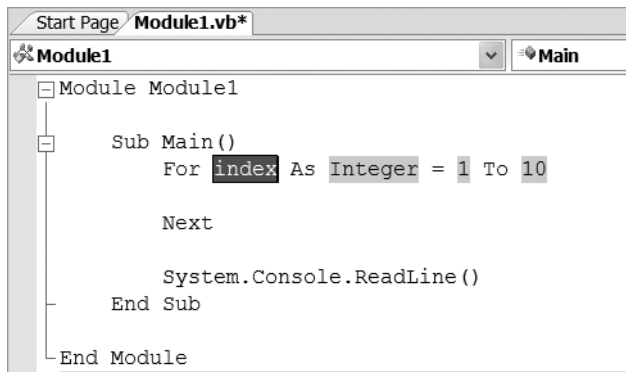 Start Page Module1.vb*
Module1 Main
Module Module1
Sub Main()
For index As Integer = 1 To 10
Next
System.Console.ReadLine()
End Sub
End Module